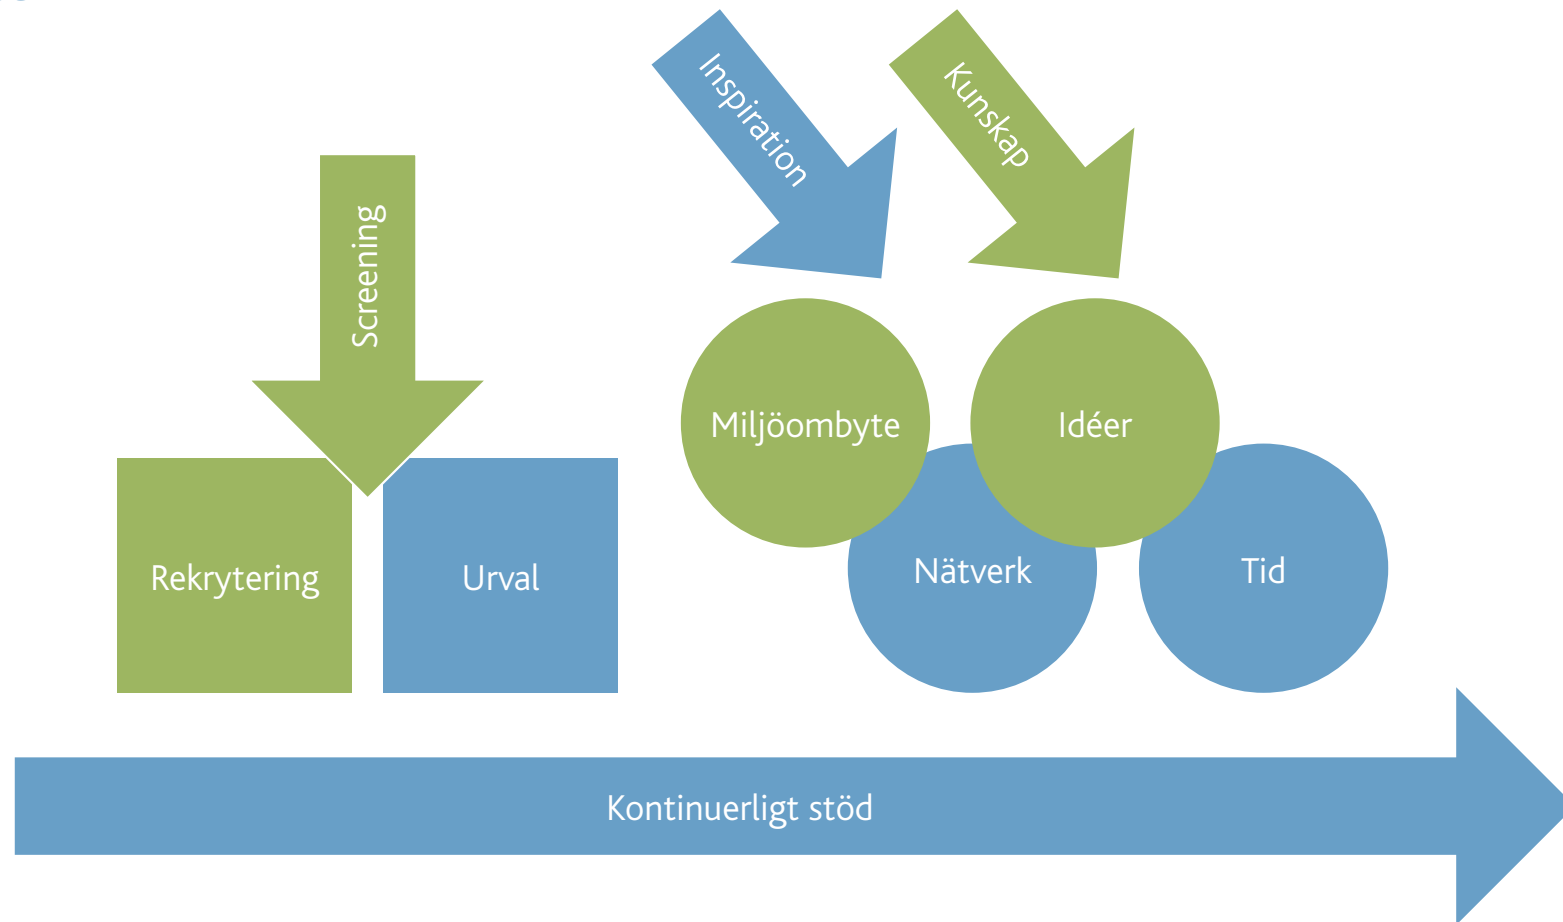 Inspiration
Kunskap
Screening
Miljöombyte
Idéer
Rekrytering
Urval
Nätverk
Tid
Kontinuerligt stöd